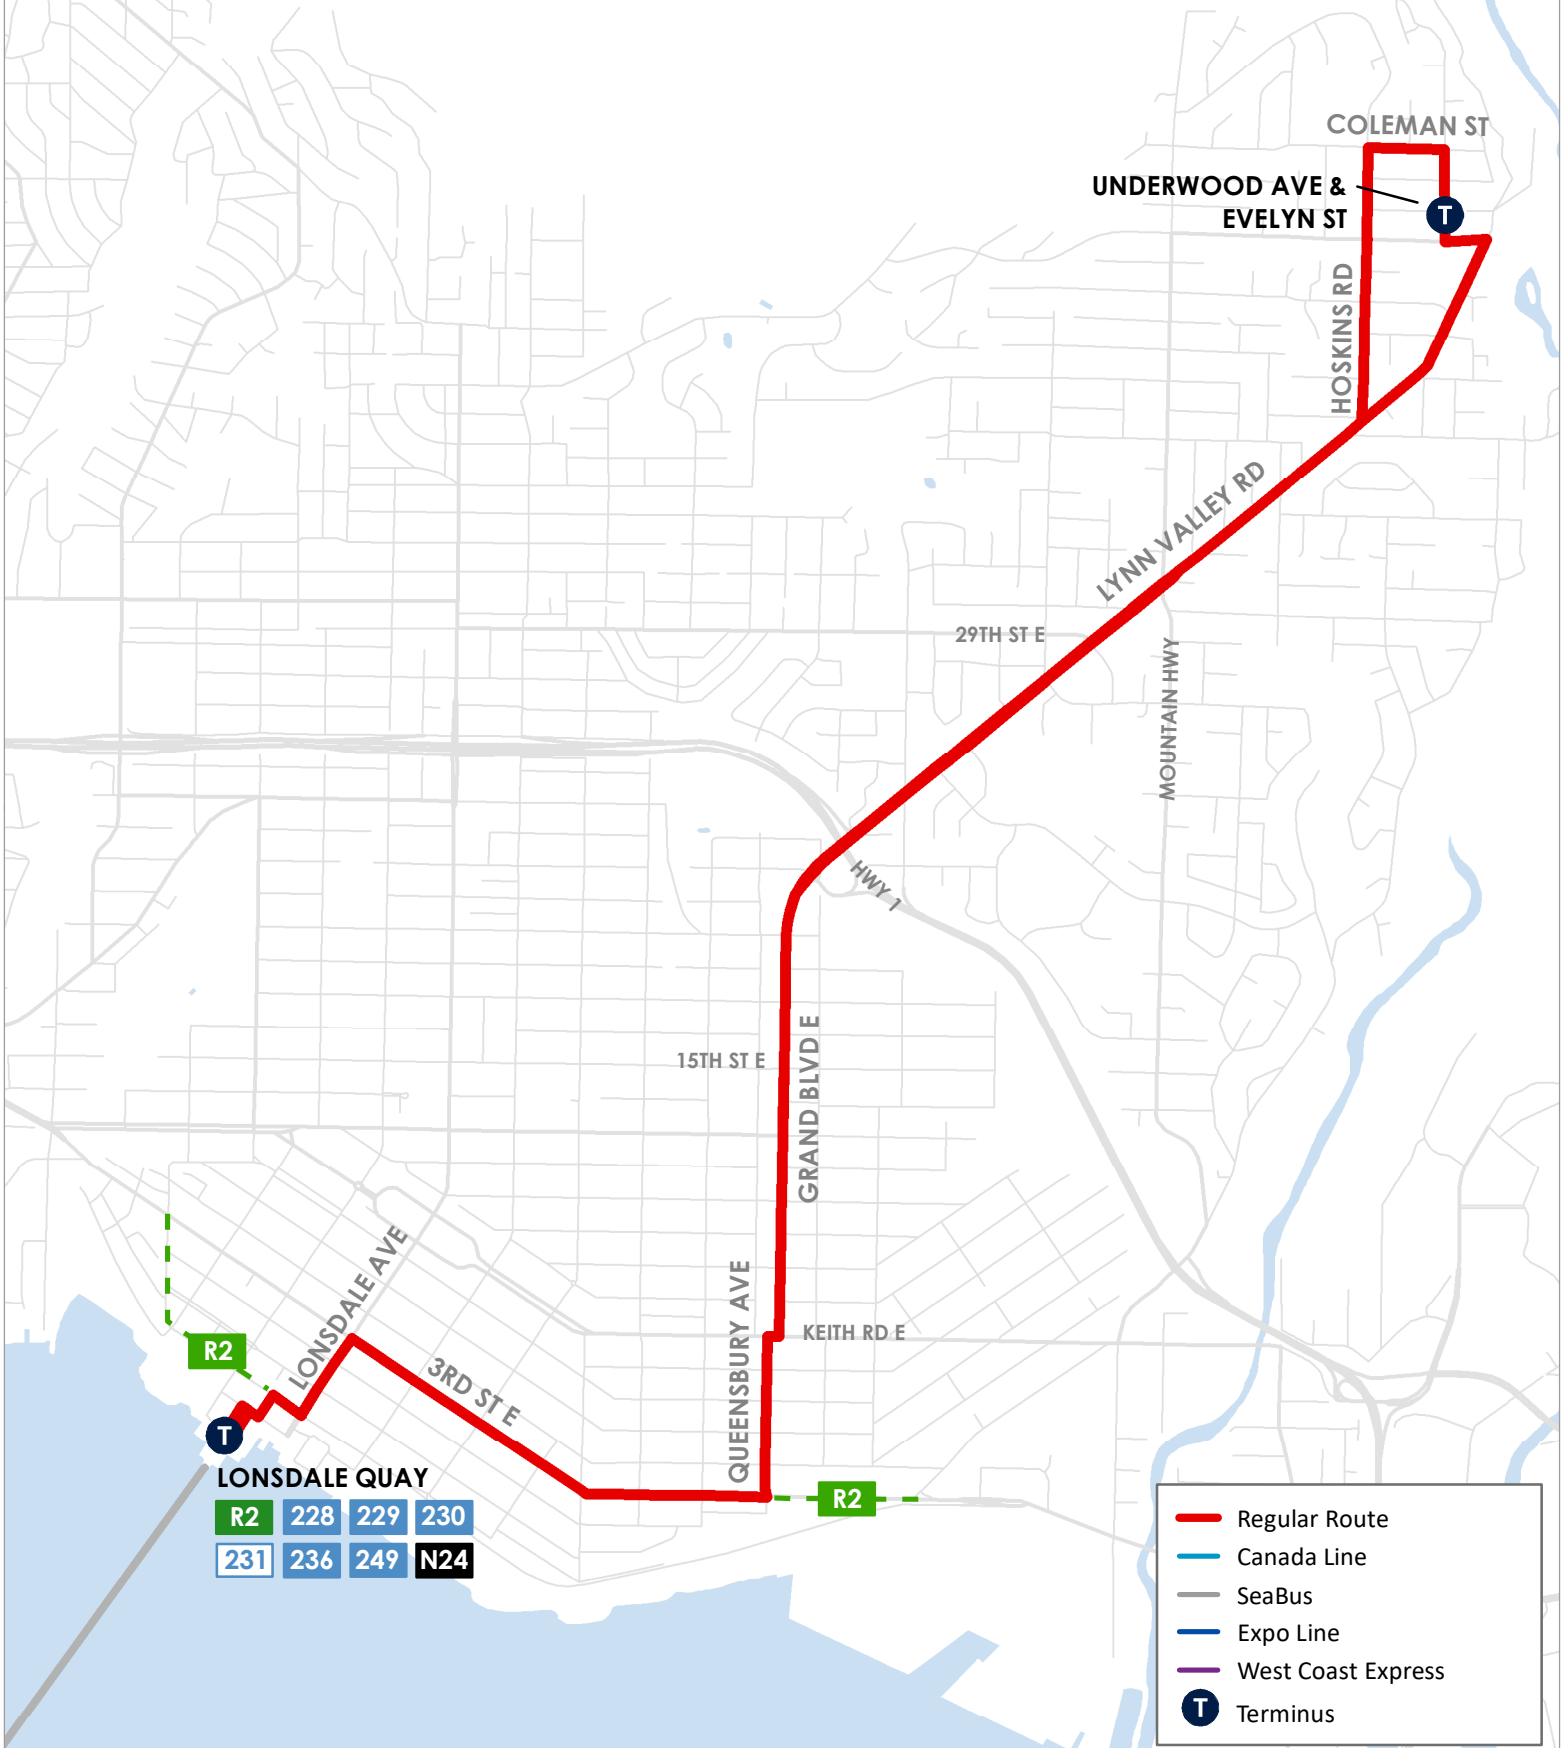 COLEMAN ST
UNDERWOOD AVE &
EVELYN ST
T
HOSKINS RD
LYNN VALLEY RD
29TH ST E
MOUNTAIN HWY
HWY 1
15TH ST E
GRAND BLVD E
LONSDALE AVE
QUEENSBURY AVE
KEITH RD E
R2
3RD ST E
T
LONSDALE QUAY
R2 228 229 230
231 236 249 N24
R2
Regular Route
Canada Line
SeaBus
Expo Line
West Coast Express
T Terminus